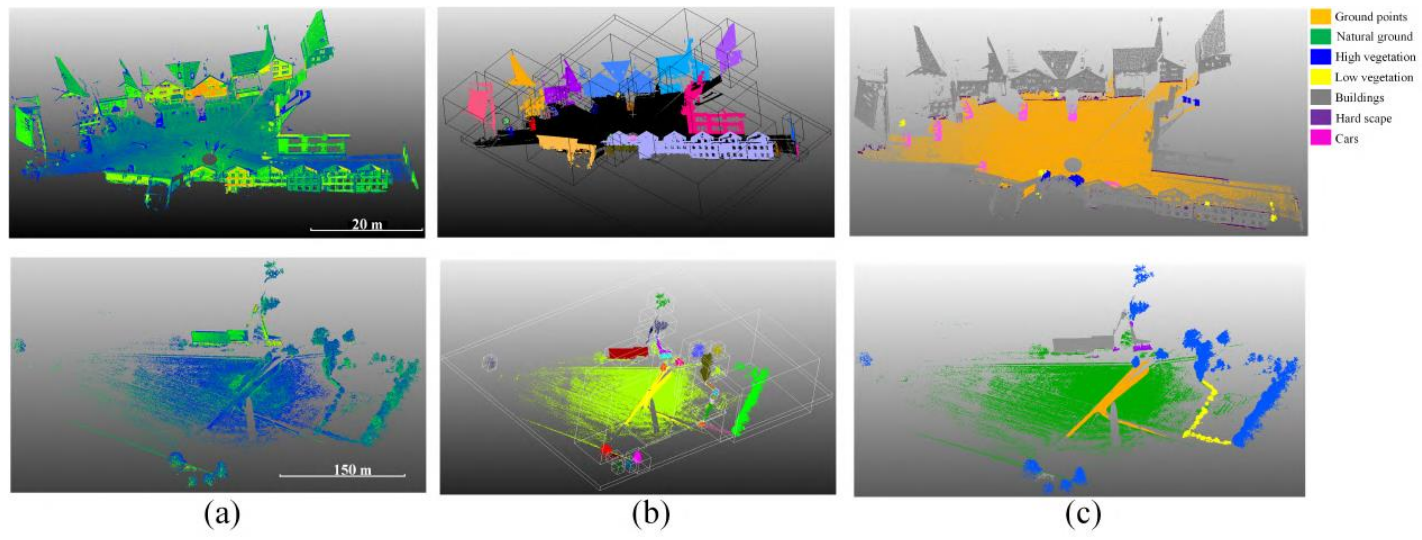 Ground points
Natural ground
High vegetation
Low vegetation
Buildings
Hard scape
Cars
20 m
150 m
(a)
(b)
(c)